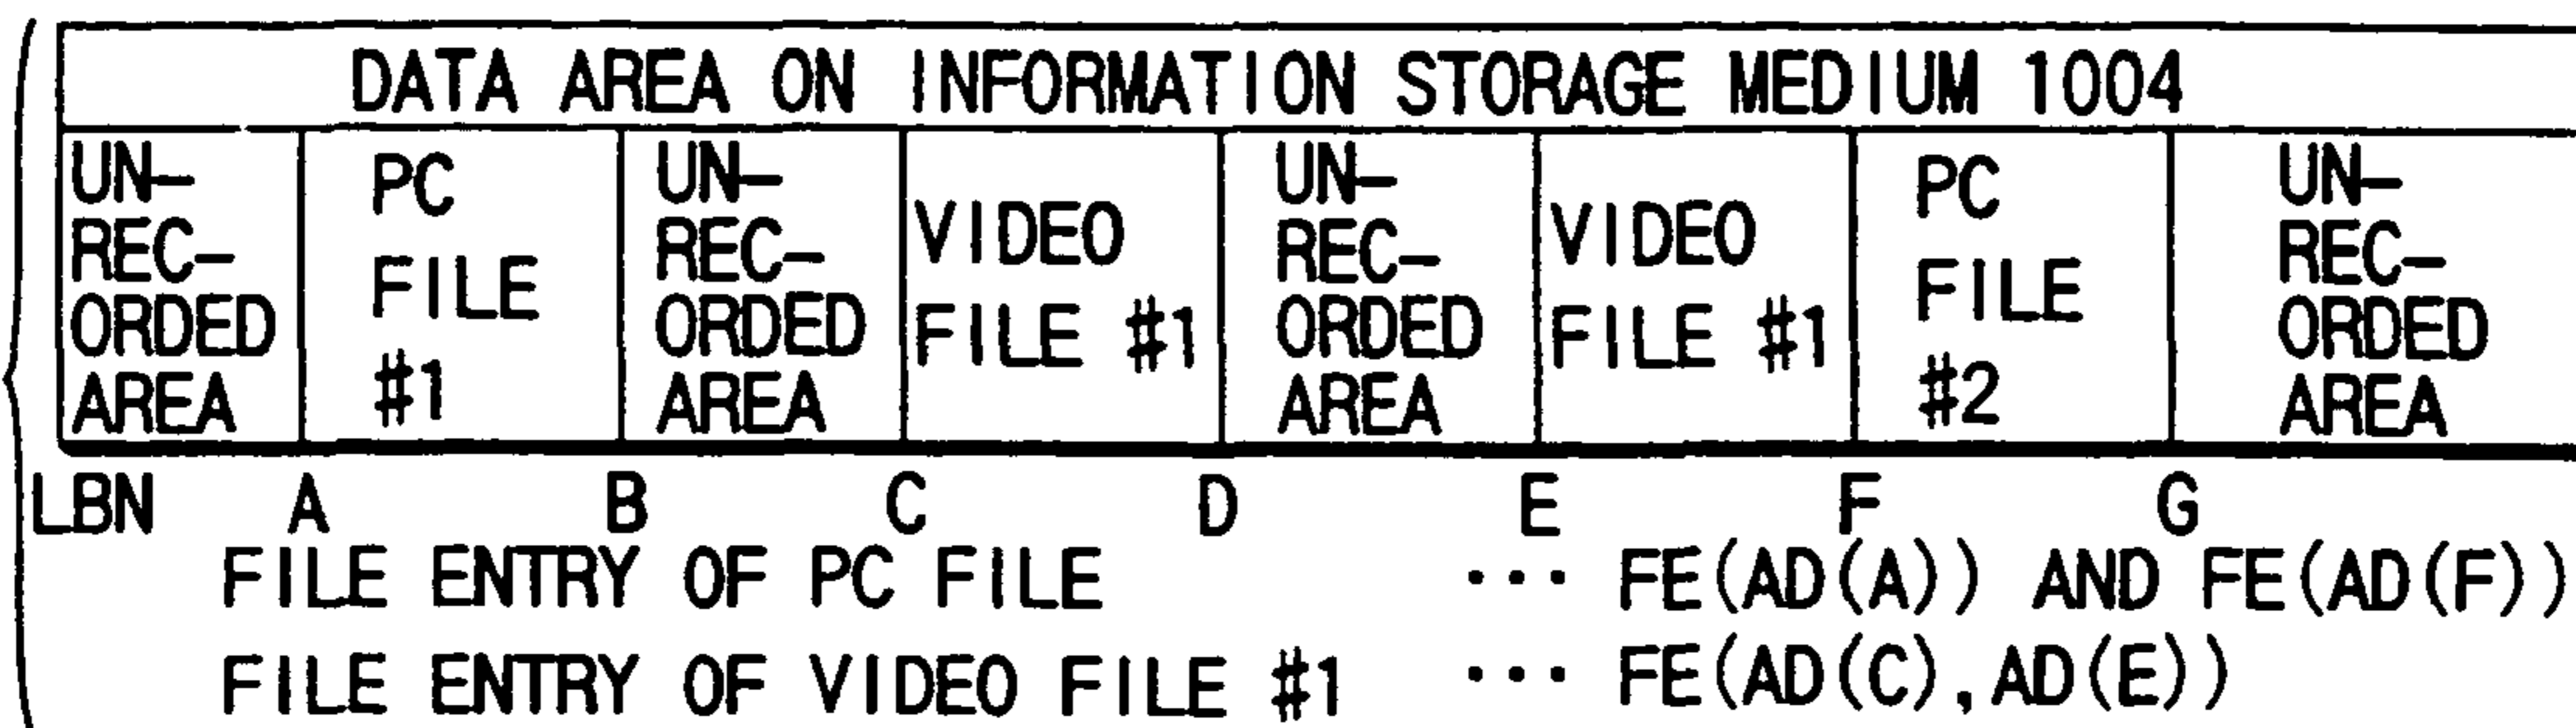 DATA AREA ON INFORMATION STORAGE MEDIUM 1004
UN-
REC-
ORDED
AREA
PC
FILE
#1
UN-
REC-
ORDED
AREA
VIDEO
FILE #1
UN-
REC-
ORDED
AREA
VIDEO
FILE #1
PC
FILE
#2
UN-
REC-
ORDED
AREA
LBN A B C D E F G
FILE ENTRY OF PC FILE ··· FE(AD(A)) AND FE(AD(F))
FILE ENTRY OF VIDEO FILE #1 ··· FE(AD(C),AD(E))